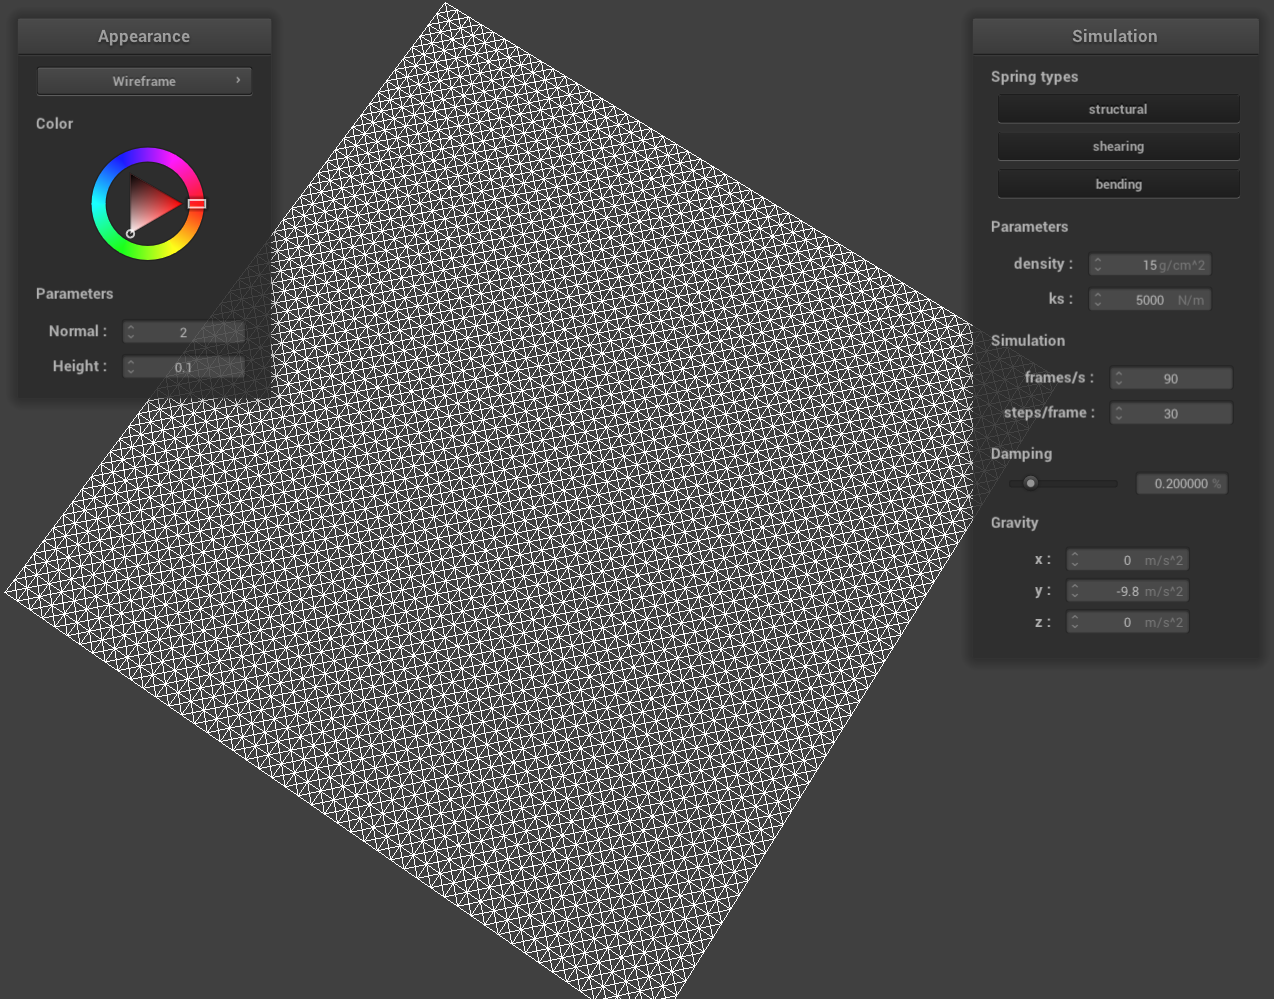 Appearance
Wireframe
Color
Parameters
Normal : 2
Height : 0.1
Simulation
Spring types
structural
shearing
bending
Parameters
density : 15 g/cm^2
ks : 5000 N/m
Simulation
frames/s : 90
steps/frame : 30
Damping
0.200000 %
Gravity
x : 0 m/s^2
y : -9.8 m/s^2
z : 0 m/s^2